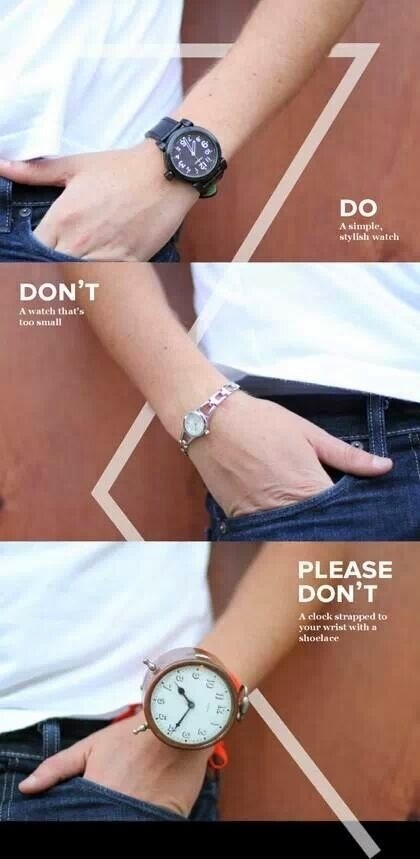 DO
A simple,
stylish watch
DON'T
A watch that's
too small
PLEASE
DON'T
A clock strapped to
your wrist with a
shoelace